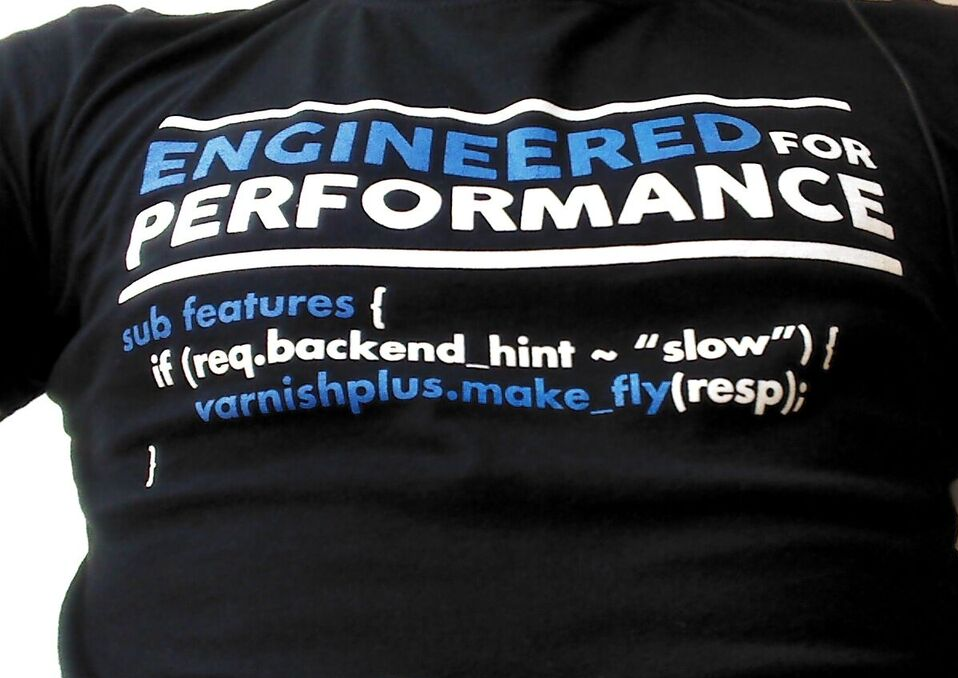 ENGINEERED FOR
PERFORMANCE
sub features {
if (req.backend_hint ~ “slow”) {
varnishplus.make_fly(resp);
}